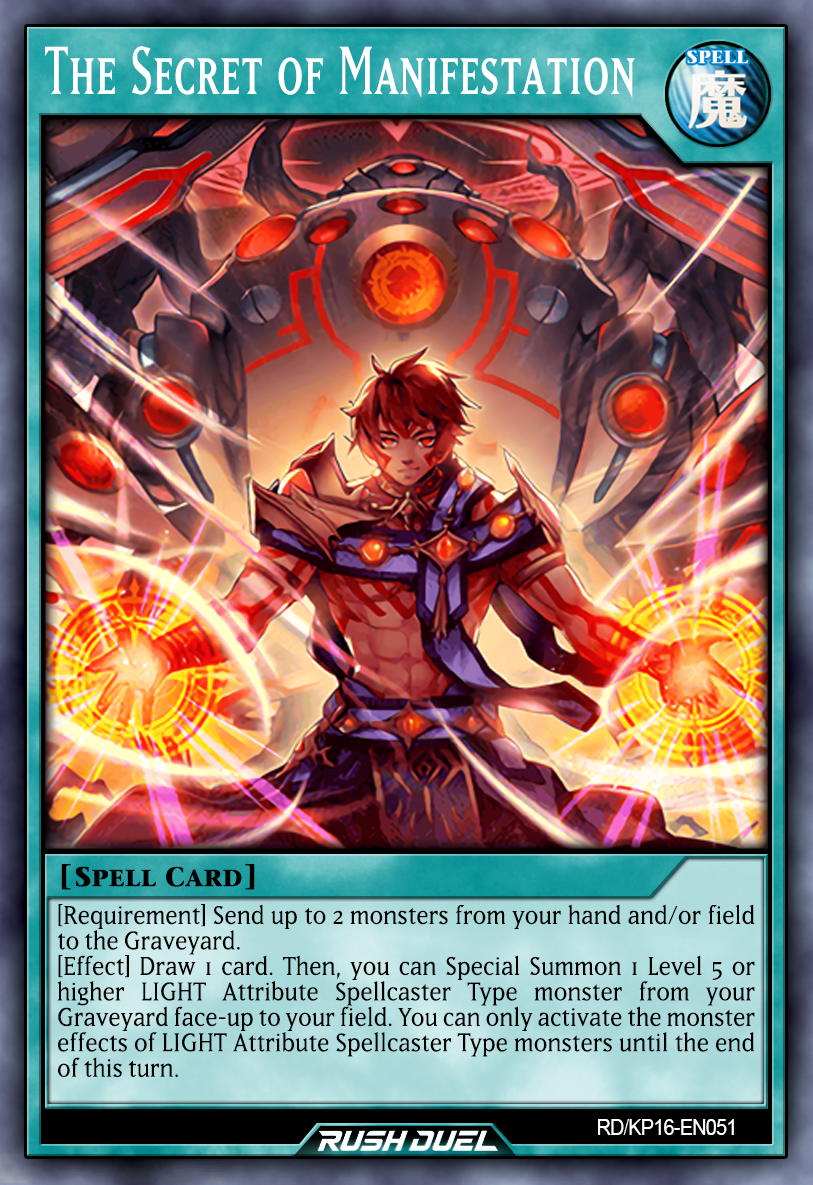 The Secret of Manifestation
SPELL
魔
[Spell Card]
[Requirement] Send up to 2 monsters from your hand and/or field
to the Graveyard.
[Effect] Draw 1 card. Then, you can Special Summon 1 Level 5 or
higher LIGHT Attribute Spellcaster Type monster from your
Graveyard face-up to your field. You can only activate the monster
effects of LIGHT Attribute Spellcaster Type monsters until the end
of this turn.
RD/KP16-EN051
RUSH DUEL